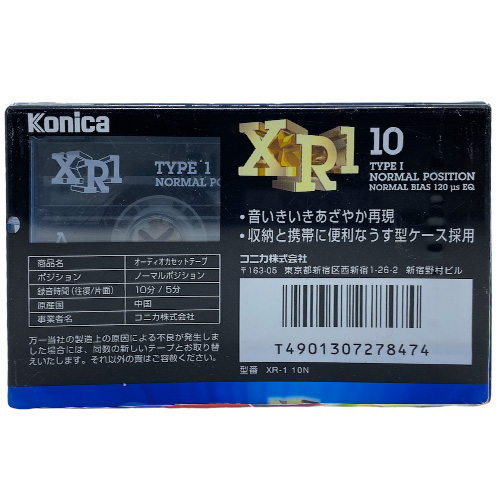 Konica
XR1
TYPE 1
NORMAL PO
A
XR1 10
TYPE I
NORMAL POSITION
NORMAL BIAS 120 μs EQ
・音いきいきあざやか再現
・収納と携帯に便利なうす型ケース採用
コニカ株式会社
〒163-05 東京都新宿区西新宿1-26-2 新宿野村ビル
商品名 オーディオカセットテープ
ポジション ノーマルポジション
録音時間(往復/片面) 10分/5分
原産国 中国
事業者名 コニカ株式会社
万一当社の製造上の原因による不良が発生しま
した場合には、同数の新しいテープとお取り替
えいたします。それ以外の責はご容赦ください。
T4901307278474
型番 XR-1 10N